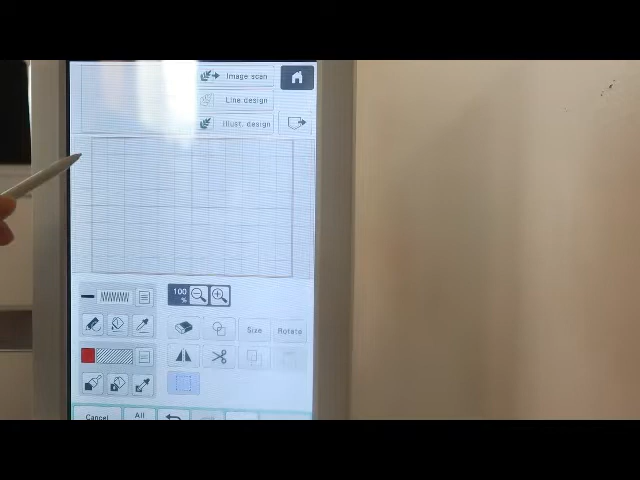 Image scan
Line design
Illust. design
100 %
Size
Rotate
Cancel
All